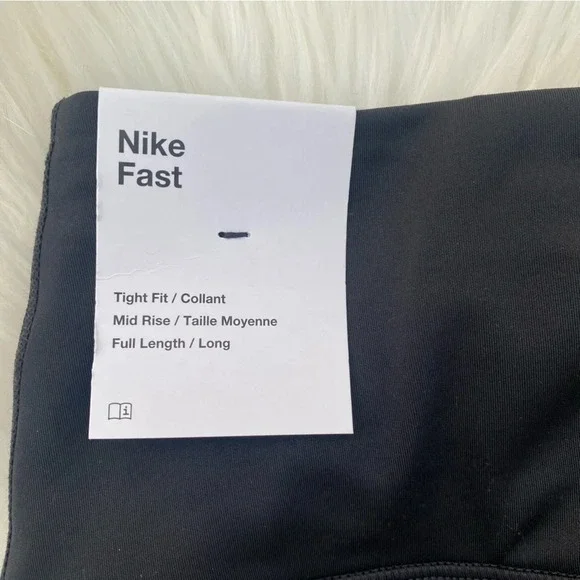 Nike
Fast
Tight Fit / Collant
Mid Rise / Taille Moyenne
Full Length / Long
i